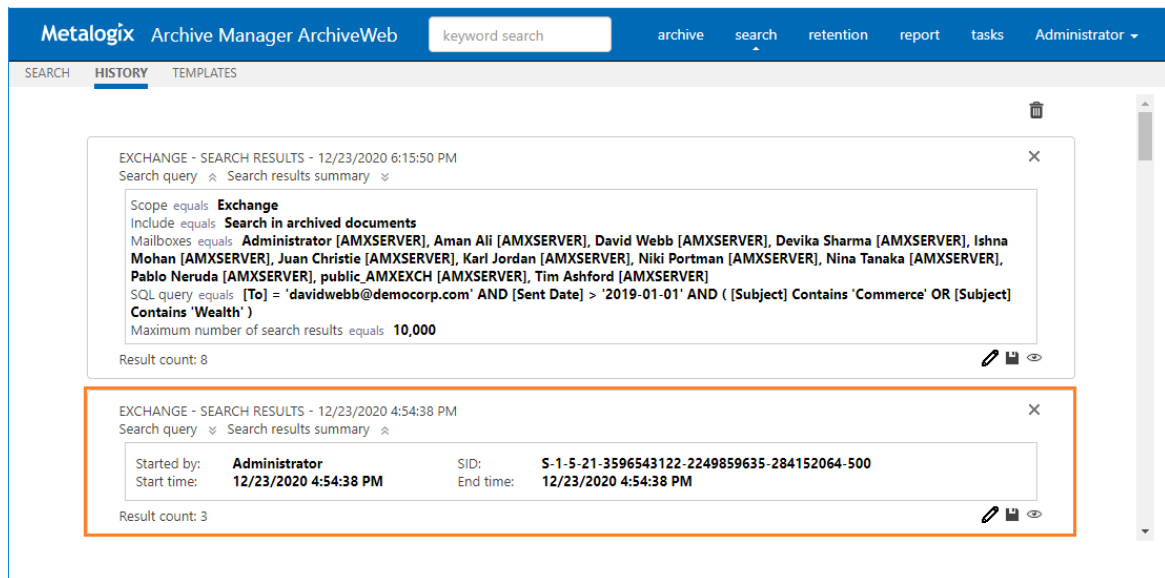 Metalogix Archive Manager ArchiveWeb keyword search archive search retention report tasks Administrator
SEARCH HISTORY TEMPLATES
EXCHANGE - SEARCH RESULTS - 12/23/2020 6:15:50 PM
Search query Search results summary
Scope equals Exchange
Include equals Search in archived documents
Mailboxes equals Administrator [AMXSERVER], Aman Ali [AMXSERVER], David Webb [AMXSERVER], Devika Sharma [AMXSERVER], Ishna
Mohan [AMXSERVER], Juan Christie [AMXSERVER], Karl Jordan [AMXSERVER], Niki Portman [AMXSERVER], Nina Tanaka [AMXSERVER],
Pablo Neruda [AMXSERVER], public_AMXEXCH [AMXSERVER], Tim Ashford [AMXSERVER]
SQL query equals [To] = 'davidwebb@democorp.com' AND [Sent Date] > '2019-01-01' AND ( [Subject] Contains 'Commerce' OR [Subject]
Contains 'Wealth' )
Maximum number of search results equals 10,000
Result count: 8
EXCHANGE - SEARCH RESULTS - 12/23/2020 4:54:38 PM
Search query Search results summary
Started by: Administrator SID: S-1-5-21-3596543122-2249859635-284152064-500
Start time: 12/23/2020 4:54:38 PM End time: 12/23/2020 4:54:38 PM
Result count: 3